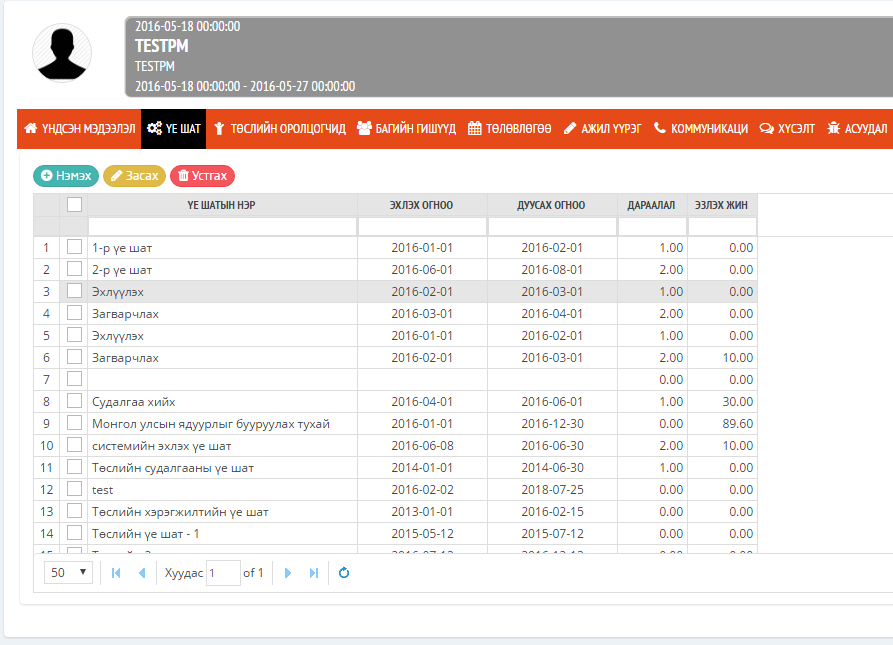 2016-05-18 00:00:00
TESTPM
TESTPM
2016-05-18 00:00:00 - 2016-05-27 00:00:00
ҮНДСЭН МЭДЭЭЛЭЛ ҮЕ ШАТ ТӨСЛИЙН ОРОЛЦОГЧИД БАГИЙН ГИШҮҮД ТӨЛӨВЛӨГӨӨ АЖИЛ ҮҮРЭГ КОММУНИКАЦИ ХҮСЭЛТ АСУУДАЛ
Нэмэх Засах Устгах
ҮЕ ШАТЫН НЭР ЭХЛЭХ ОГНОО ДУУСАХ ОГНОО ДАРААЛАЛ ЭЗЛЭХ ЖИН
1 1-р үе шат 2016-01-01 2016-02-01 1.00 0.00
2 2-р үе шат 2016-06-01 2016-08-01 2.00 0.00
3 Эхлүүлэх 2016-02-01 2016-03-01 1.00 0.00
4 Загварчлах 2016-03-01 2016-04-01 2.00 0.00
5 Эхлүүлэх 2016-01-01 2016-02-01 1.00 0.00
6 Загварчлах 2016-02-01 2016-03-01 2.00 10.00
7 0.00 0.00
8 Судалгаа хийх 2016-04-01 2016-06-01 1.00 30.00
9 Монгол улсын ядуурлыг бууруулах тухай 2016-01-01 2016-12-30 0.00 89.60
10 системийн эхлэх үе шат 2016-06-08 2016-06-30 2.00 10.00
11 Төслийн судалгааны үе шат 2014-01-01 2014-06-30 1.00 0.00
12 test 2016-02-02 2018-07-25 0.00 0.00
13 Төслийн хэрэгжилтийн үе шат 2013-01-01 2016-02-15 0.00 0.00
14 Төслийн үе шат - 1 2015-05-12 2015-07-12 0.00 0.00
50 Хуудас 1 of 1